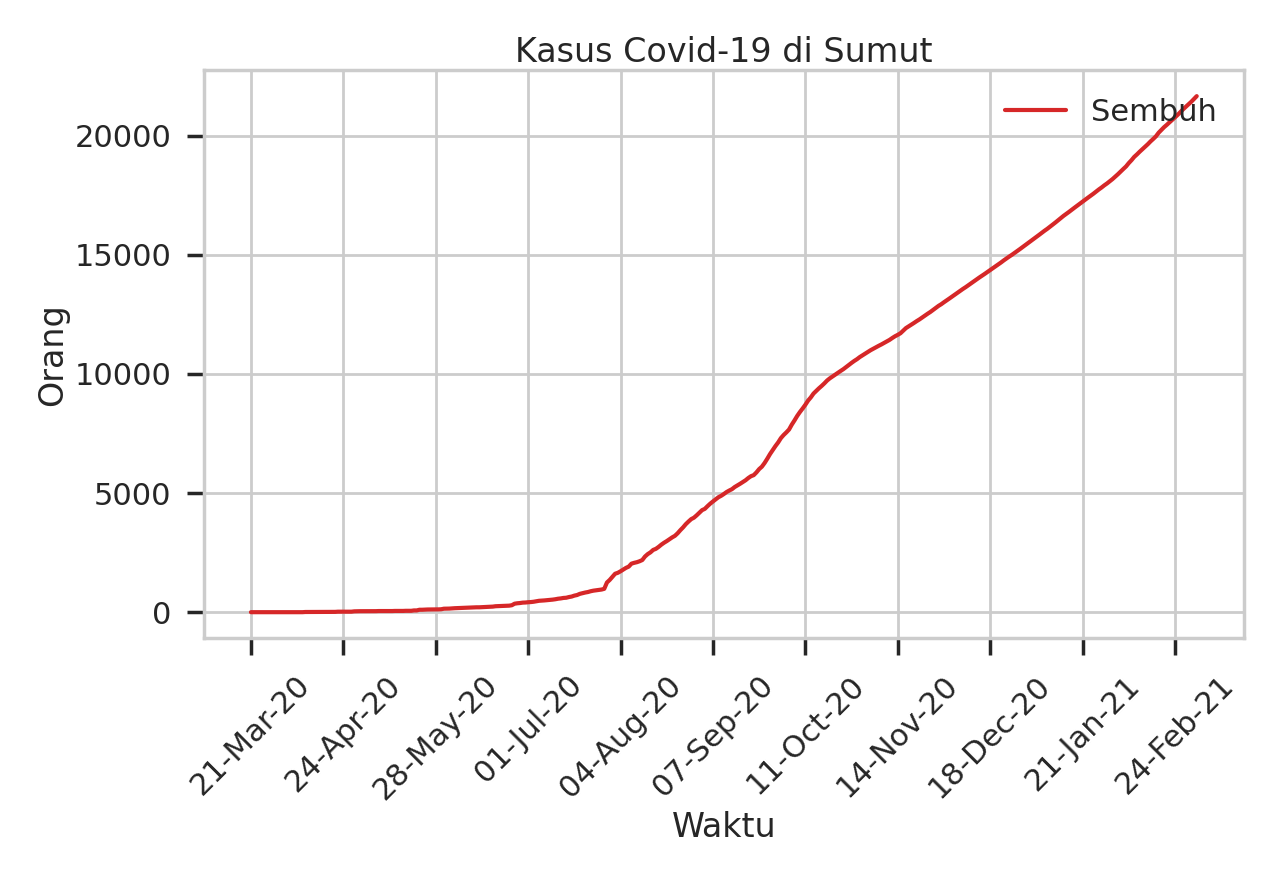 Kasus Covid-19 di Sumut
Sembuh
20000
15000
10000
5000
0
Orang
21-Mar-20
24-Apr-20
28-May-20
01-Jul-20
04-Aug-20
07-Sep-20
11-Oct-20
14-Nov-20
18-Dec-20
21-Jan-21
24-Feb-21
Waktu